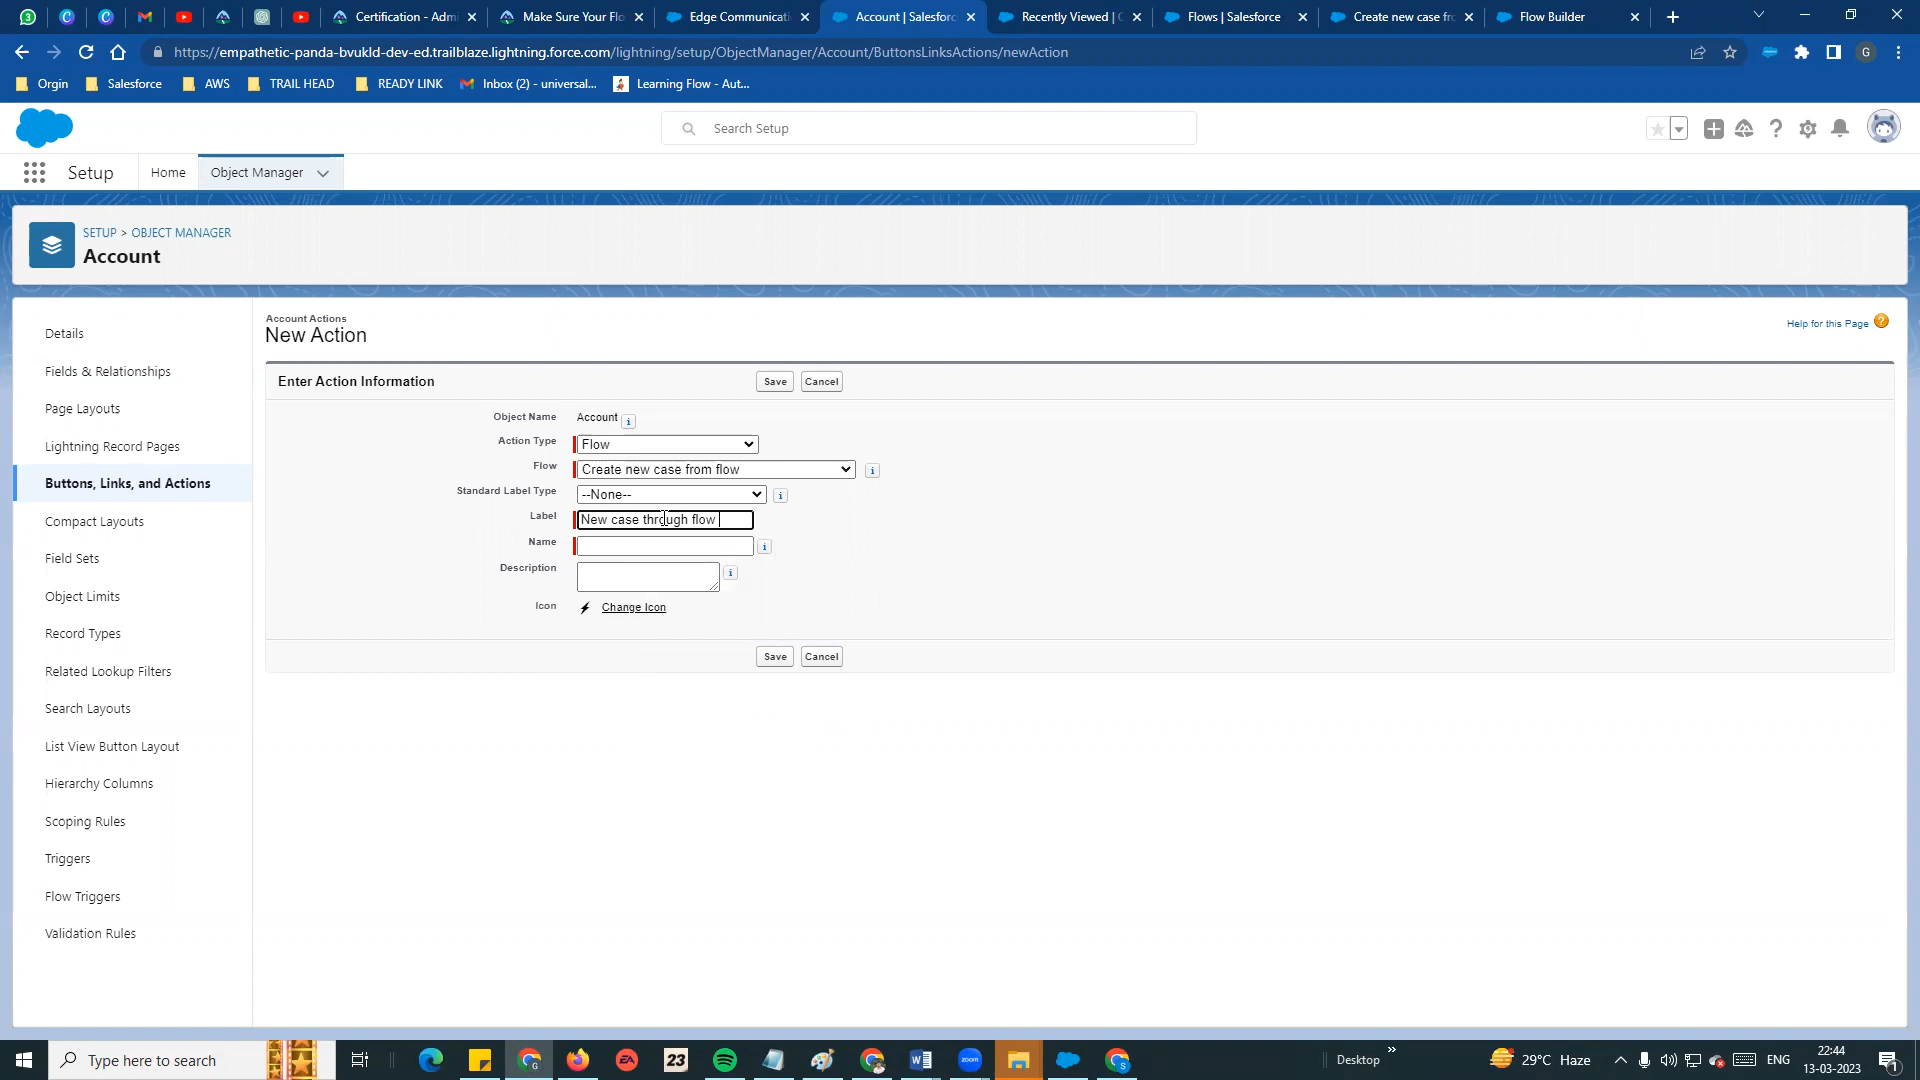 3
Certification - Admi
Make Sure Your Flo
Edge Communicati
Account | Salesforc
Recently Viewed | C
Flows | Salesforce
Create new case fro
Flow Builder
https://empathetic-panda-bvukld-dev-ed.trailblaze.lightning.force.com/lightning/setup/ObjectManager/Account/ButtonsLinksActions/newAction
G
Orgin
Salesforce
AWS
TRAIL HEAD
READY LINK
Inbox (2) - universal...
Learning Flow - Aut...
Search Setup
Setup
Home
Object Manager
SETUP > OBJECT MANAGER
Account
Details
Fields & Relationships
Page Layouts
Lightning Record Pages
Buttons, Links, and Actions
Compact Layouts
Field Sets
Object Limits
Record Types
Related Lookup Filters
Search Layouts
List View Button Layout
Hierarchy Columns
Scoping Rules
Triggers
Flow Triggers
Validation Rules
Account Actions
New Action
Help for this Page
Enter Action Information
Save
Cancel
Object Name Account
Action Type Flow
Flow Create new case from flow
Standard Label Type --None--
Label New case through flow
Name
Description
Icon Change Icon
Save
Cancel
Type here to search
23
Desktop
29°C Haze
ENG
22:44
13-03-2023
1